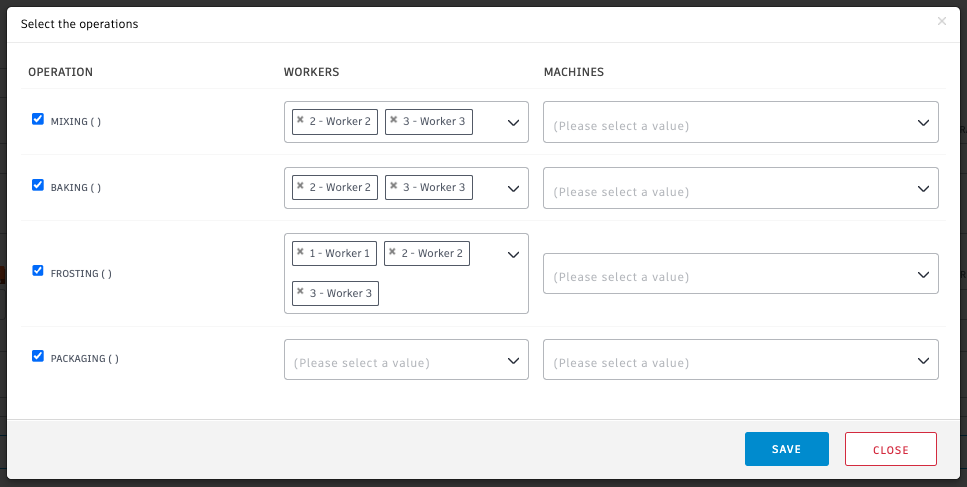 Select the operations
×
OPERATION WORKERS MACHINES
MIXING ( ) × 2 - Worker 2 × 3 - Worker 3 (Please select a value)
BAKING ( ) × 2 - Worker 2 × 3 - Worker 3 (Please select a value)
FROSTING ( ) × 1 - Worker 1 × 2 - Worker 2 (Please select a value)
× 3 - Worker 3
PACKAGING ( ) (Please select a value) (Please select a value)
SAVE CLOSE